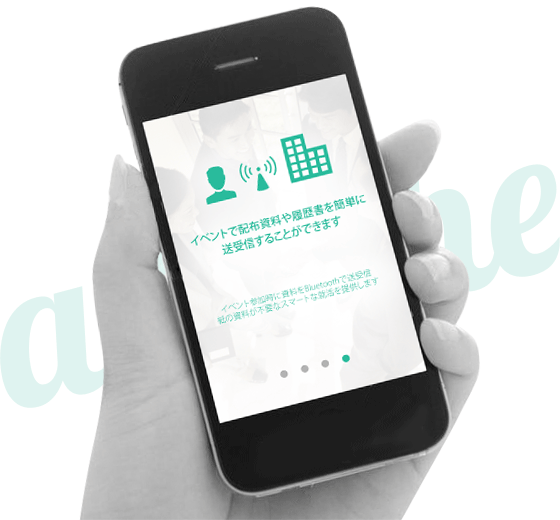 イベントで配布資料や履歴書を簡単に
送受信することができます
イベント参加時に資料をBluetoothで送受信
紙の資料が不要なスマートな就活を提供します
a
he